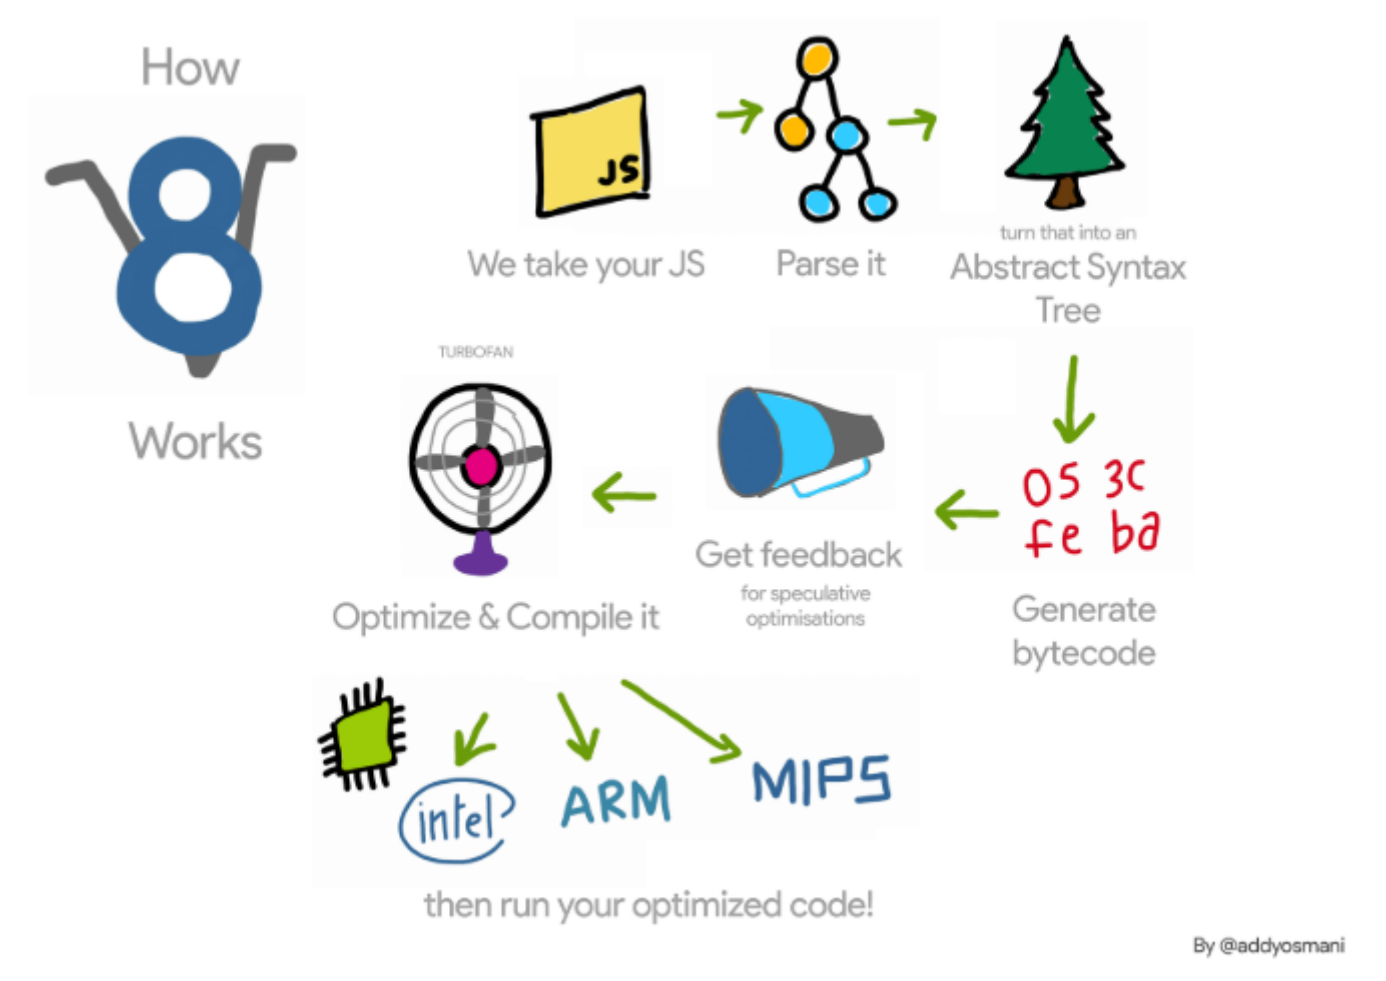 How
Works
JS
We take your JS
Parse it
turn that into an
Abstract Syntax
Tree
05 3C
fe ba
Generate
bytecode
Get feedback
for speculative
optimisations
TURBOFAN
Optimize & Compile it
intel
ARM
MIPS
then run your optimized code!
By @addyosmani